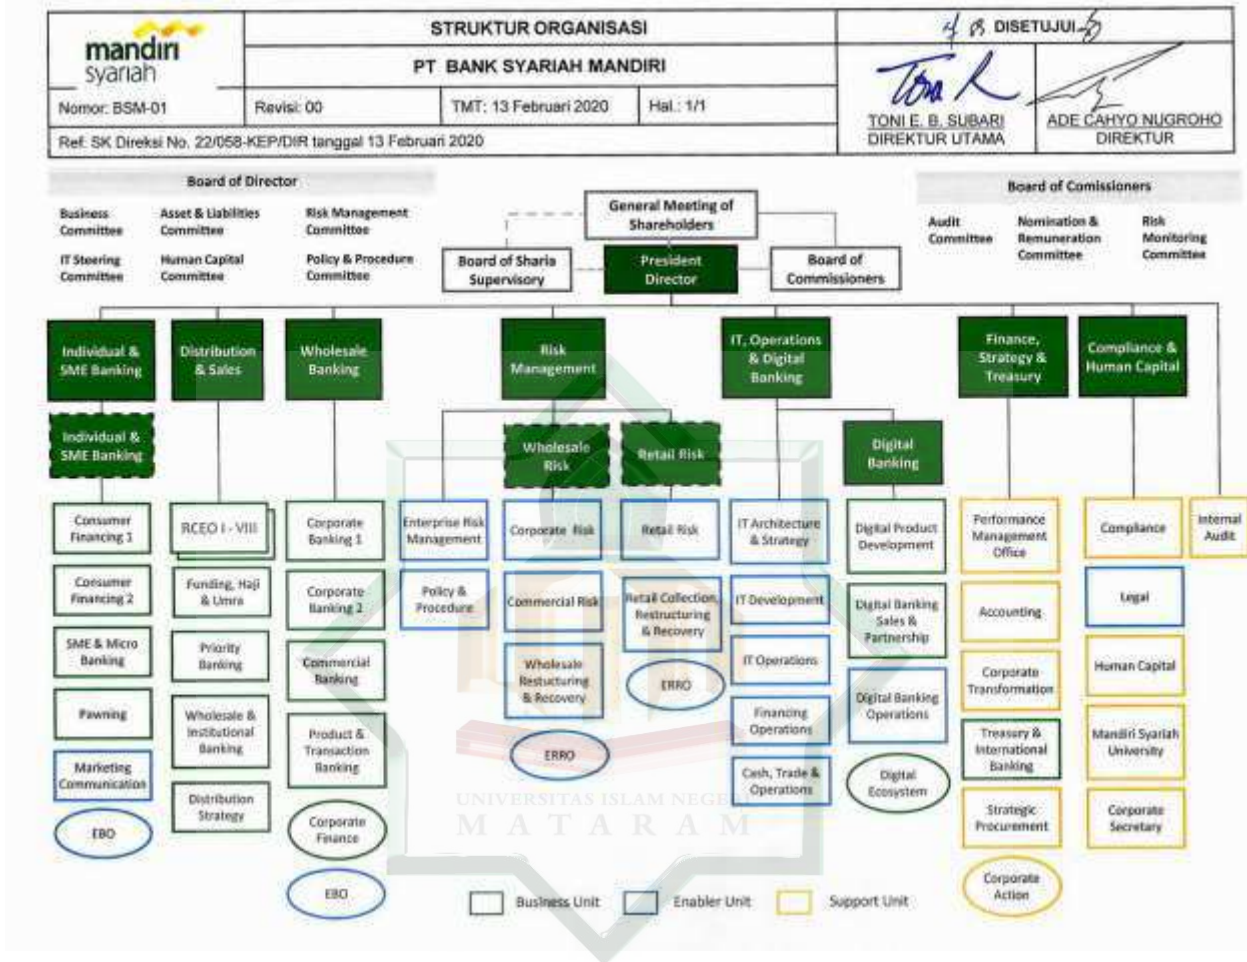 mandiri
syariah
STRUKTUR ORGANISASI
PT BANK SYARIAH MANDIRI
Nomor: BSM-01
Revisi: 00
TMT: 13 Februari 2020
Hal.: 1/1
Ref: SK Direksi No. 22/058-KEP/DIR tanggal 13 Februari 2020
DISETUJUI
TONI E. B. SUBARI
DIREKTUR UTAMA
ADE CAHYO NUGROHO
DIREKTUR
Board of Director
Business
Committee
Asset & Liabilities
Committee
Risk Management
Committee
IT Steering
Committee
Human Capital
Committee
Policy & Procedure
Committee
General Meeting of
Shareholders
Board of Sharia
Supervisory
President
Director
Board of
Commissioners
Board of Comissioners
Audit
Committee
Nomination &
Remuneration
Committee
Risk
Monitoring
Committee
Individual &
SME Banking
Distribution
& Sales
Wholesale
Banking
Risk
Management
IT, Operations
& Digital
Banking
Finance,
Strategy &
Treasury
Compliance &
Human Capital
Individual &
SME Banking
Wholesale
Risk
Retail Risk
Digital
Banking
Consumer
Financing 1
Consumer
Financing 2
SME & Micro
Banking
Pawning
Marketing
Communication
EBO
RCEO I - VIII
Funding, Haji
& Umra
Priority
Banking
Wholesale &
Institutional
Banking
Distribution
Strategy
Corporate
Banking 1
Corporate
Banking 2
Commercial
Banking
Product &
Transaction
Banking
Corporate
Finance
EBO
Enterprise Risk
Management
Policy &
Procedure
Corporate Risk
Commercial Risk
Wholesale
Restucturing
& Recovery
ERRO
Retail Risk
Retail Collection,
Restructuring
& Recovery
ERRO
IT Architecture
& Strategy
IT Development
IT Operations
Financing
Operations
Cash, Trade &
Operations
Digital Product
Development
Digital Banking
Sales &
Partnership
Digital Banking
Operations
Digital
Ecosystem
Performance
Management
Office
Accounting
Corporate
Transformation
Treasury &
International
Banking
Strategic
Procurement
Corporate
Action
Compliance
Legal
Human Capital
Mandiri Syariah
University
Corporate
Secretary
Internal
Audit
UNIVERSITAS ISLAM NEGERI
MATARAM
Business Unit
Enabler Unit
Support Unit